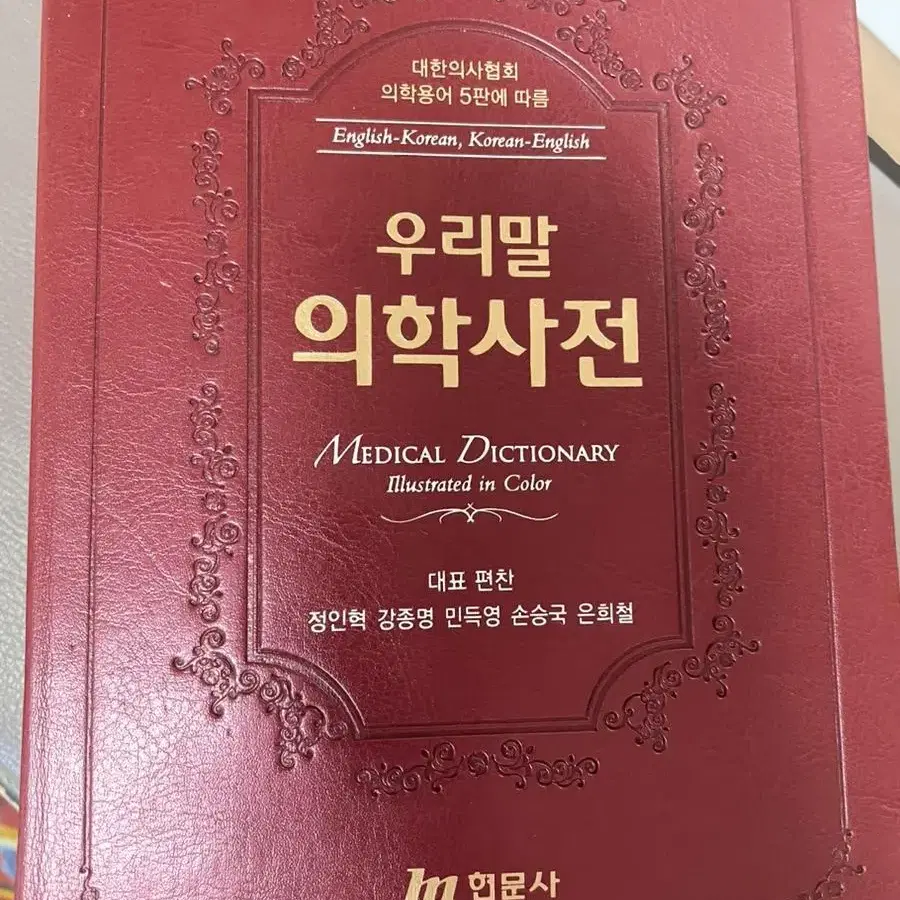 대한의사협회
의학용어 5판에 따름
English-Korean, Korean-English
우리말
의학사전
MEDICAL DICTIONARY
Illustrated in Color
대표 편찬
정인혁 강종명 민득영 손승국 은희철
현문사